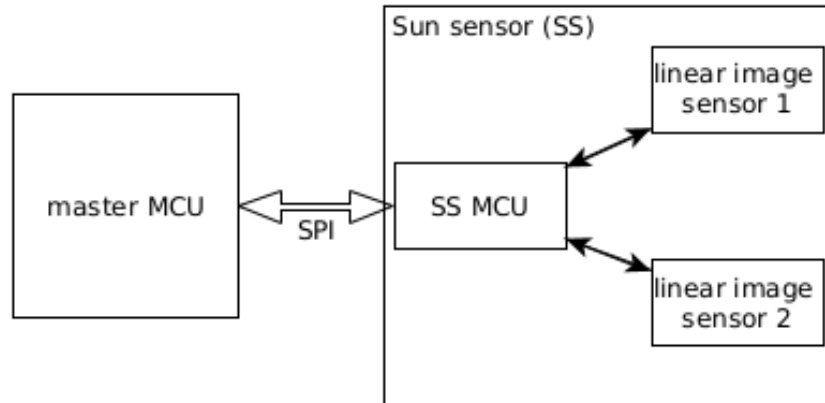 Sun sensor (SS)
linear image
sensor 1
master MCU
SPI
SS MCU
linear image
sensor 2